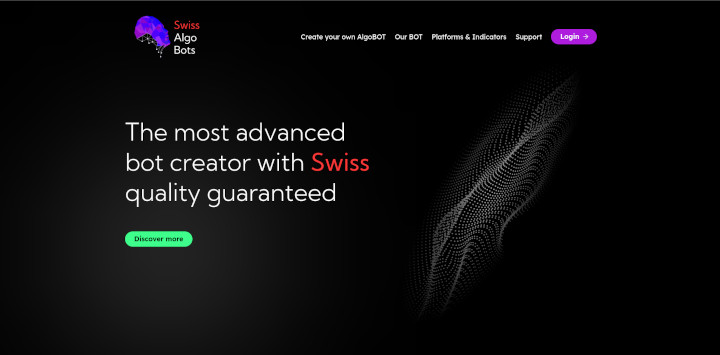 Swiss
Algo
Bots
Create your own AlgoBOT Our BOT Platforms & Indicators Support Login →
The most advanced
bot creator with Swiss
quality guaranteed
Discover more